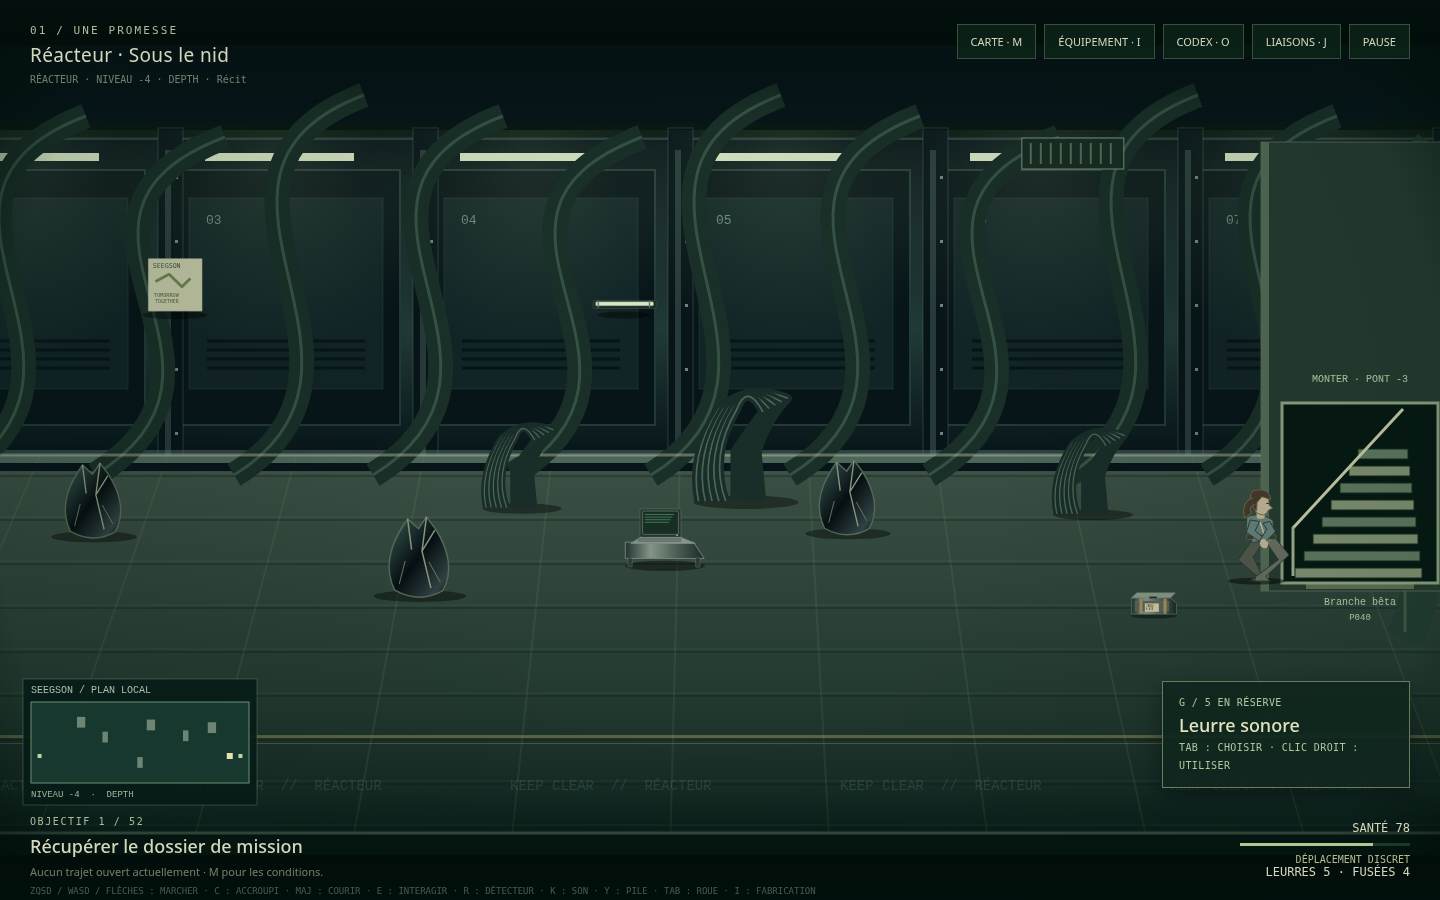 01 / UNE PROMESSE
Réacteur · Sous le nid
RÉACTEUR · NIVEAU -4 · DEPTH · Récit
CARTE · M
ÉQUIPEMENT · I
CODEX · O
LIAISONS · J
PAUSE
03
04
05
07
SEEGSON
TOMORROW
TOGETHER
MONTER · PONT -3
Branche bêta
P040
SEEGSON / PLAN LOCAL
NIVEAU -4 · DEPTH
// RÉACTEUR
KEEP CLEAR // RÉACTEUR
KEEP CLEAR // RÉACTEUR
G / 5 EN RÉSERVE
Leurre sonore
TAB : CHOISIR · CLIC DROIT :
UTILISER
OBJECTIF 1 / 52
Récupérer le dossier de mission
Aucun trajet ouvert actuellement · M pour les conditions.
ZQSD / WASD / FLÈCHES : MARCHER · C : ACCROUPI · MAJ : COURIR · E : INTERAGIR · R : DÉTECTEUR · K : SON · Y : PILE · TAB : ROUE · I : FABRICATION
SANTÉ 78
DÉPLACEMENT DISCRET
LEURRES 5 · FUSÉES 4